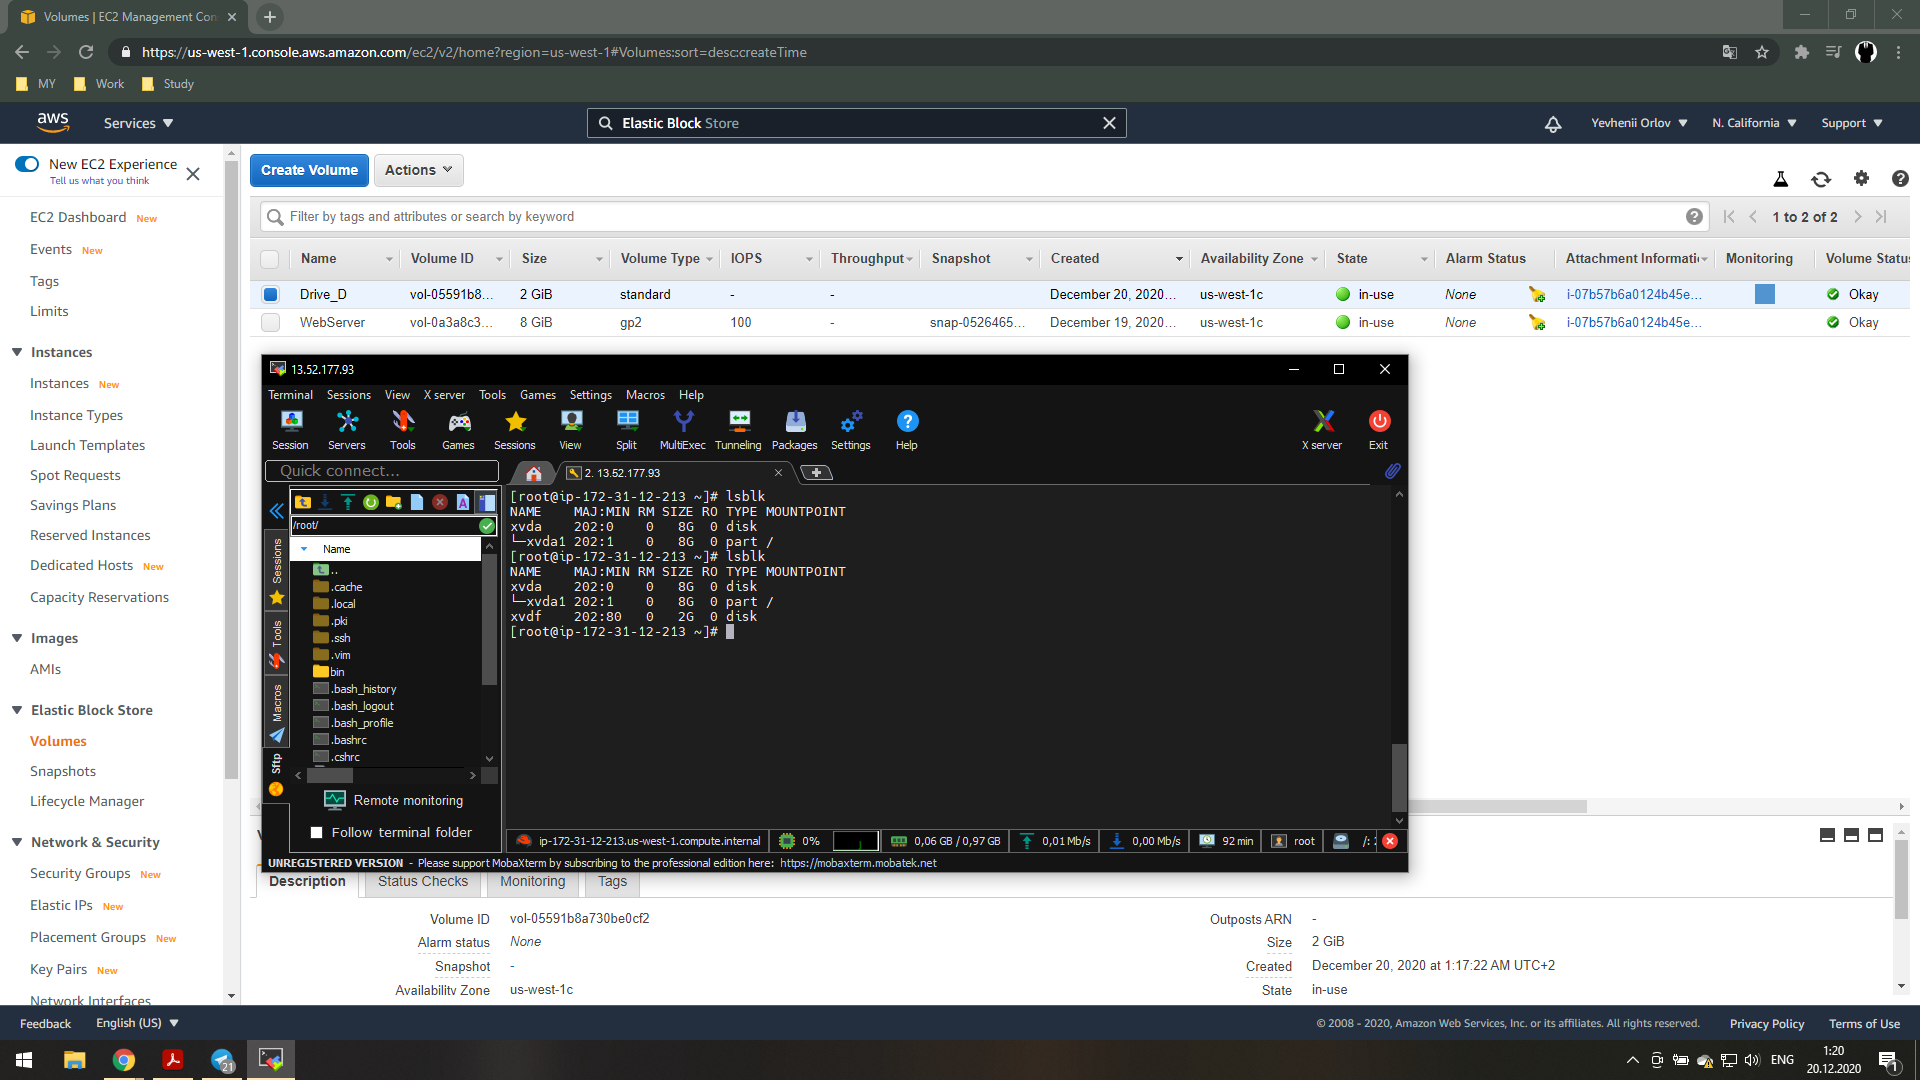 Volumes | EC2 Management Con
https://us-west-1.console.aws.amazon.com/ec2/v2/home?region=us-west-1#Volumes:sort=desc:createTime
MY Work Study
aws Services Elastic Block Store Yevhenii Orlov N. California Support
New EC2 Experience
Tell us what you think
EC2 Dashboard New
Events New
Tags
Limits
Instances
Instances New
Instance Types
Launch Templates
Spot Requests
Savings Plans
Reserved Instances
Dedicated Hosts New
Capacity Reservations
Images
AMIs
Elastic Block Store
Volumes
Snapshots
Lifecycle Manager
Network & Security
Security Groups New
Elastic IPs New
Placement Groups New
Key Pairs New
Network Interfaces
Create Volume Actions
Filter by tags and attributes or search by keyword 1 to 2 of 2
Name Volume ID Size Volume Type IOPS Throughput Snapshot Created Availability Zone State Alarm Status Attachment Informati Monitoring Volume Status
Drive_D vol-05591b8... 2 GiB standard - - December 20, 2020... us-west-1c in-use None i-07b57b6a0124b45e... Okay
WebServer vol-0a3a8c3... 8 GiB gp2 100 - snap-0526465... December 19, 2020... us-west-1c in-use None i-07b57b6a0124b45e... Okay
13.52.177.93
Terminal Sessions View X server Tools Games Settings Macros Help
Session Servers Tools Games Sessions View Split MultiExec Tunneling Packages Settings Help X server Exit
Quick connect... 2. 13.52.177.93
/root/
Name
..
.cache
.local
.pki
.ssh
.vim
bin
.bash_history
.bash_logout
.bash_profile
.bashrc
.cshrc
Sessions
Tools
Macros
Sftp
Remote monitoring
Follow terminal folder
[root@ip-172-31-12-213 ~]# lsblk
NAME MAJ:MIN RM SIZE RO TYPE MOUNTPOINT
xvda 202:0 0 8G 0 disk
└─xvda1 202:1 0 8G 0 part /
[root@ip-172-31-12-213 ~]# lsblk
NAME MAJ:MIN RM SIZE RO TYPE MOUNTPOINT
xvda 202:0 0 8G 0 disk
└─xvda1 202:1 0 8G 0 part /
xvdf 202:80 0 2G 0 disk
[root@ip-172-31-12-213 ~]#
ip-172-31-12-213.us-west-1.compute.internal 0% 0,06 GB / 0,97 GB 0,01 Mb/s 0,00 Mb/s 92 min root /:
UNREGISTERED VERSION - Please support MobaXterm by subscribing to the professional edition here: https://mobaxterm.mobatek.net
Description Status Checks Monitoring Tags
Volume ID vol-05591b8a730be0cf2 Outposts ARN -
Alarm status None Size 2 GiB
Snapshot - Created December 20, 2020 at 1:17:22 AM UTC+2
Availability Zone us-west-1c State in-use
Feedback English (US) © 2008 - 2020, Amazon Web Services, Inc. or its affiliates. All rights reserved. Privacy Policy Terms of Use
21 ENG 1:20
20.12.2020 1